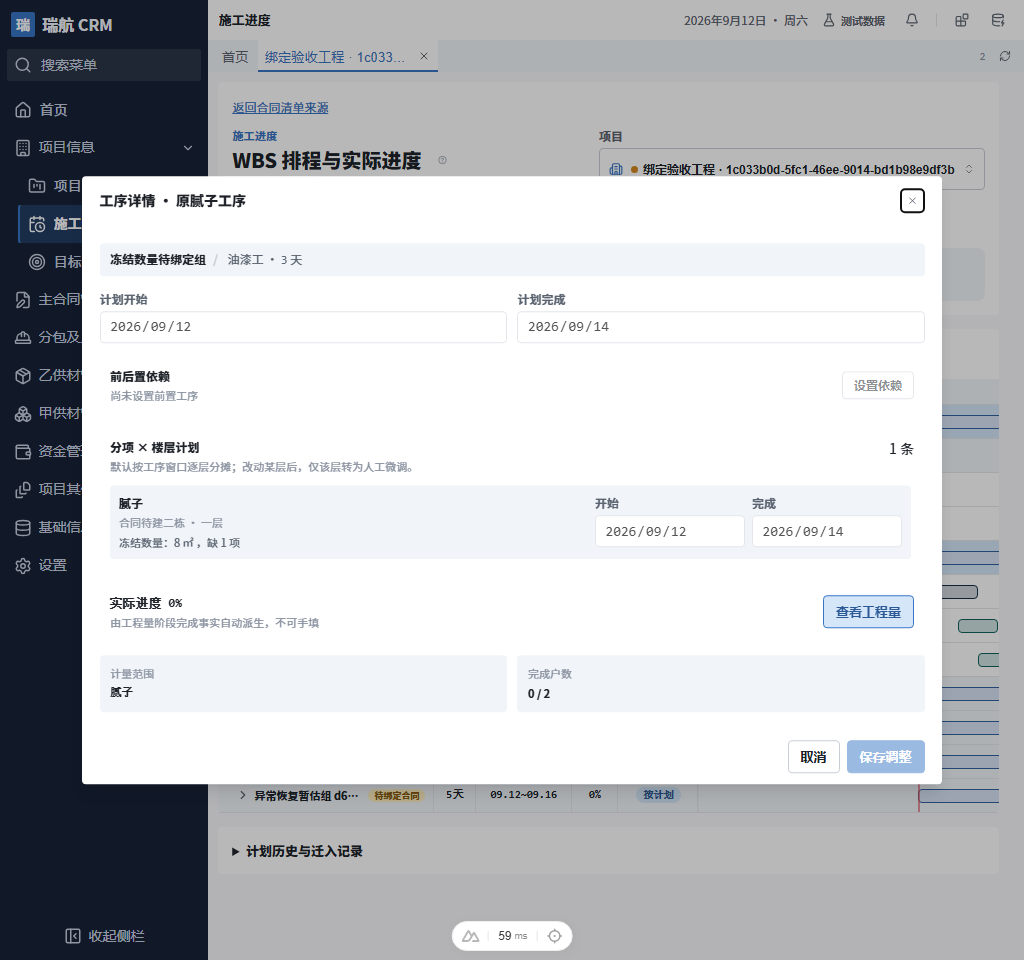 瑞 瑞航 CRM
搜索菜单
首页
项目信息
项目
施工
目标
主合同
分包及
乙供材
甲供材
资金管
项目其
基础信
设置
收起侧栏
施工进度
2026年9月12日 · 周六
测试数据
首页
绑定验收工程 · 1c033...
2
返回合同清单来源
施工进度
WBS 排程与实际进度
项目
绑定验收工程 · 1c033b0d-5fc1-46ee-9014-bd1b98e9df3b
工序详情 · 原腻子工序
冻结数量待绑定组 / 油漆工 · 3 天
计划开始
计划完成
2026/09/12
2026/09/14
前后置依赖
尚未设置前置工序
设置依赖
分项 × 楼层计划
1 条
默认按工序窗口逐层分摊；改动某层后，仅该层转为人工微调。
腻子
合同待建二栋 · 一层
冻结数量：8 ㎡，缺 1 项
开始
完成
2026/09/12
2026/09/14
实际进度 0%
由工程量阶段完成事实自动派生，不可手填
查看工程量
计量范围
腻子
完成户数
0 / 2
取消
保存调整
异常恢复暂估组 d6…
待绑定合同
5天
09.12~09.16
0%
按计划
计划历史与迁入记录
59 ms